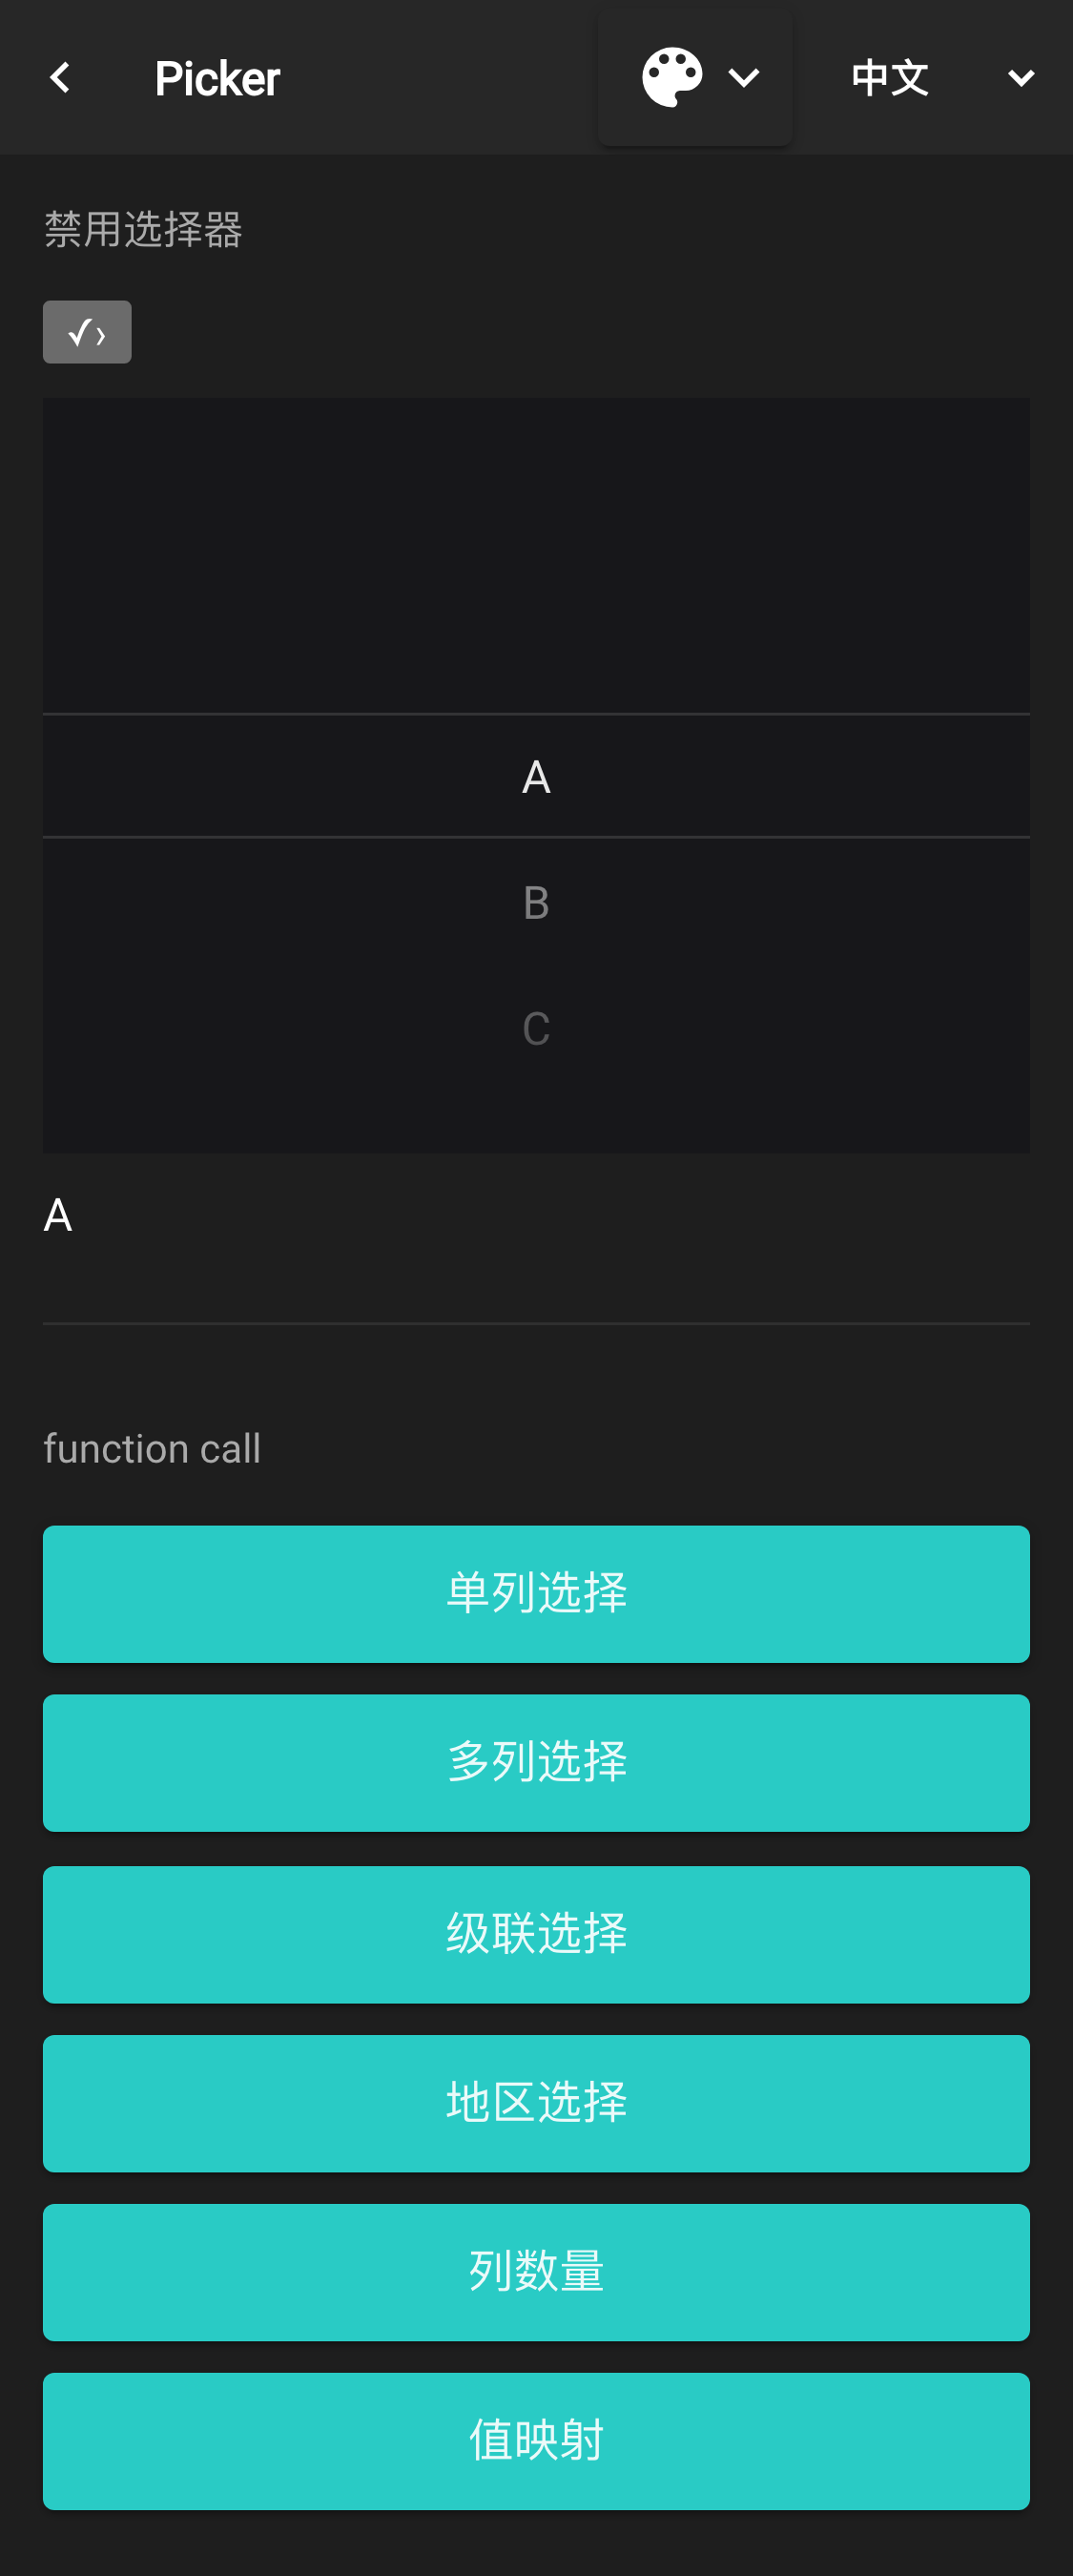 Picker
中文
禁用选择器
✓›
A
B
C
A
function call
单列选择
多列选择
级联选择
地区选择
列数量
值映射